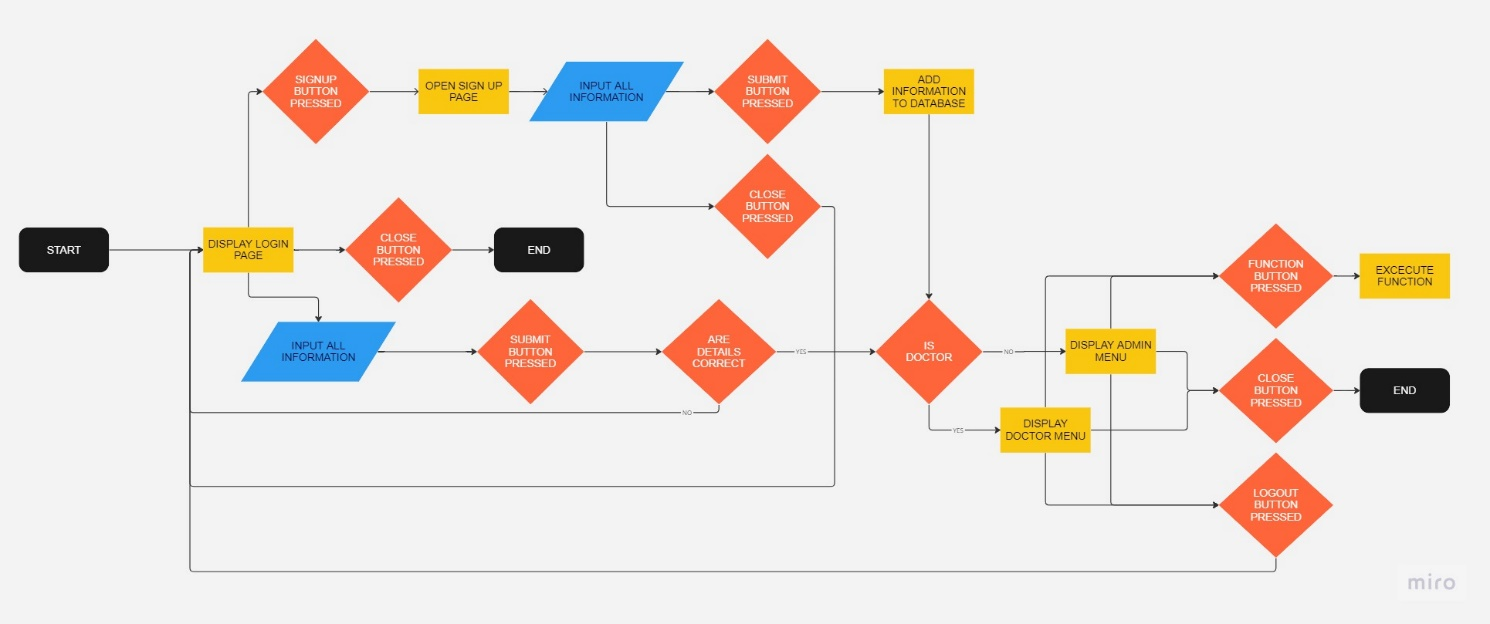 SIGNUP
BUTTON
PRESSED
OPEN SIGN UP
PAGE
INPUT ALL
INFORMATION
SUBMIT
BUTTON
PRESSED
ADD
INFORMATION
TO DATABASE
CLOSE
BUTTON
PRESSED
START
DISPLAY LOGIN
PAGE
CLOSE
BUTTON
PRESSED
END
INPUT ALL
INFORMATION
SUBMIT
BUTTON
PRESSED
ARE
DETAILS
CORRECT
YES
NO
IS
DOCTOR
NO
YES
DISPLAY ADMIN
MENU
DISPLAY
DOCTOR MENU
FUNCTION
BUTTON
PRESSED
EXCECUTE
FUNCTION
CLOSE
BUTTON
PRESSED
END
LOGOUT
BUTTON
PRESSED
miro